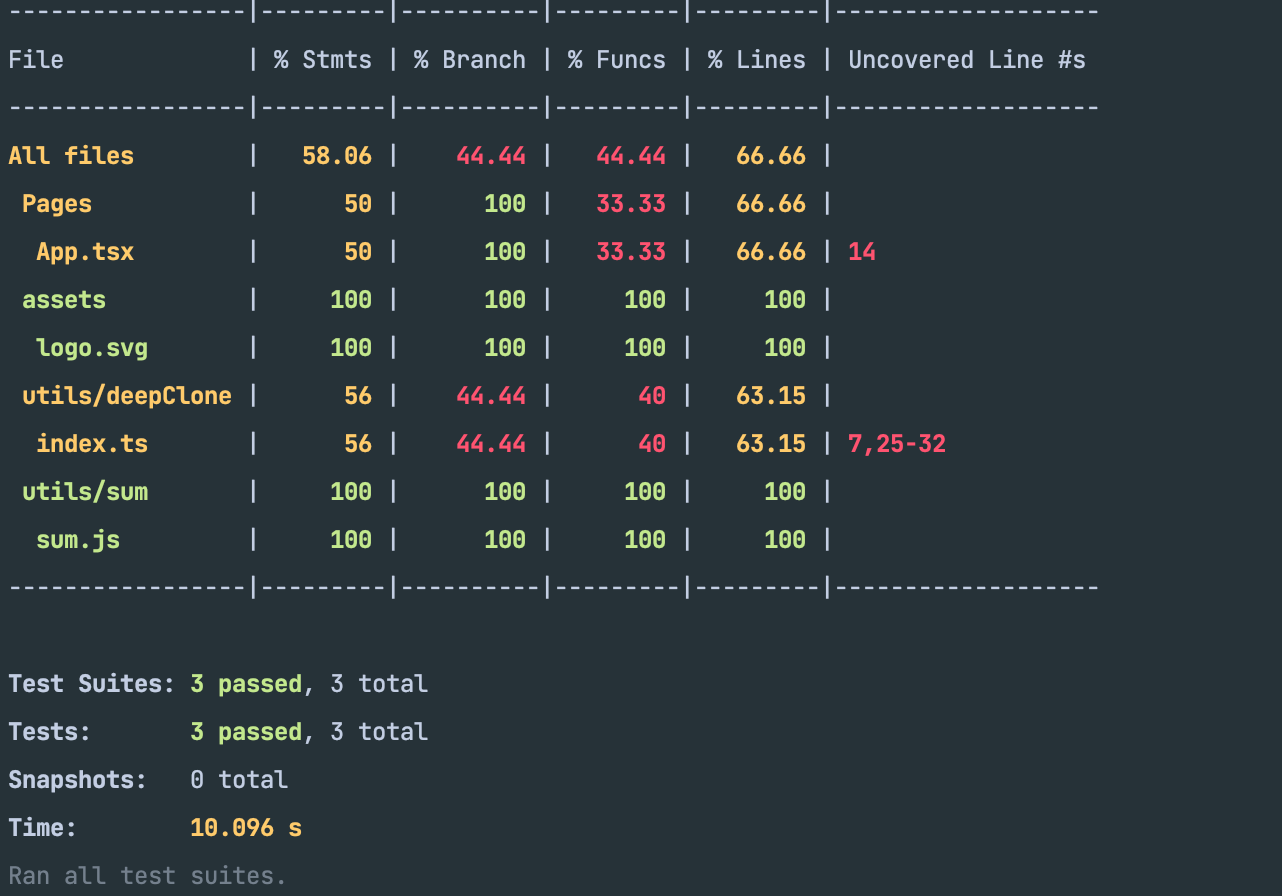 -----------------|---------|----------|---------|---------|-------------------
File             | % Stmts | % Branch | % Funcs | % Lines | Uncovered Line #s
-----------------|---------|----------|---------|---------|-------------------
All files        |   58.06 |    44.44 |   44.44 |   66.66 |
 Pages           |      50 |      100 |   33.33 |   66.66 |
  App.tsx        |      50 |      100 |   33.33 |   66.66 | 14
 assets          |     100 |      100 |     100 |     100 |
  logo.svg       |     100 |      100 |     100 |     100 |
 utils/deepClone |      56 |    44.44 |      40 |   63.15 |
  index.ts       |      56 |    44.44 |      40 |   63.15 | 7,25-32
 utils/sum       |     100 |      100 |     100 |     100 |
  sum.js         |     100 |      100 |     100 |     100 |
-----------------|---------|----------|---------|---------|-------------------
Test Suites: 3 passed, 3 total
Tests:       3 passed, 3 total
Snapshots:   0 total
Time:        10.096 s
Ran all test suites.